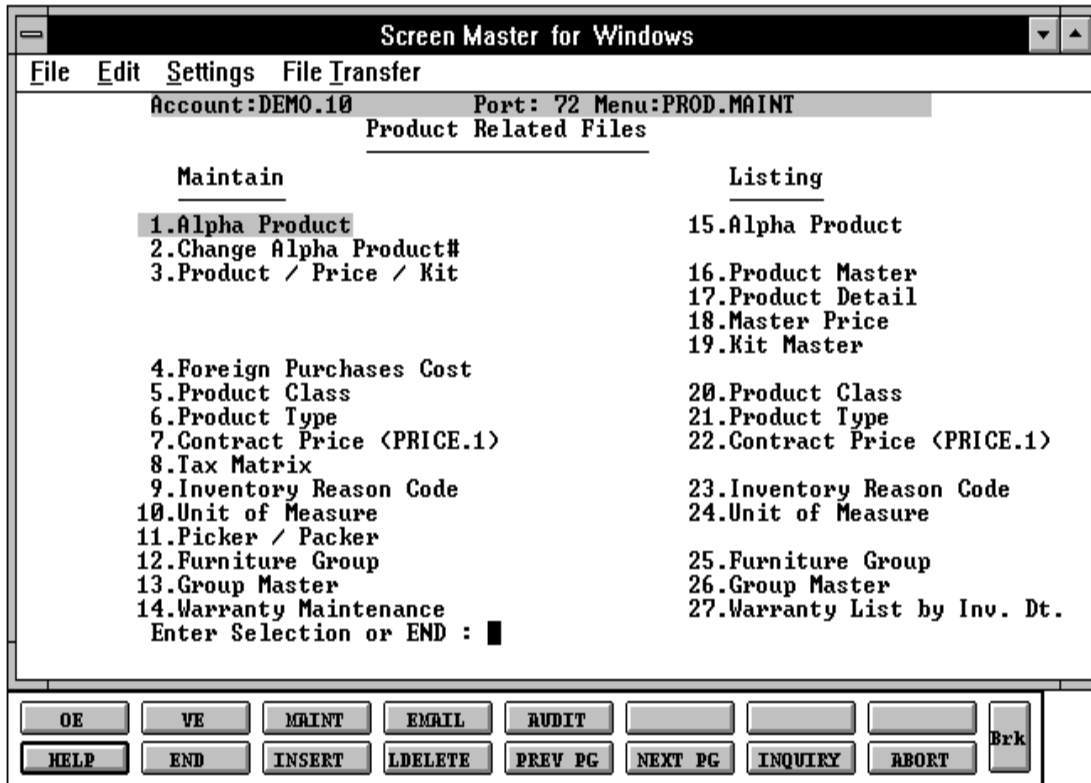 Screen Master for Windows
File Edit Settings File Transfer
Account:DEMO.10 Port: 72 Menu:PROD.MAINT
Product Related Files
Maintain Listing
1.Alpha Product 15.Alpha Product
2.Change Alpha Product#
3.Product / Price / Kit 16.Product Master
17.Product Detail
18.Master Price
19.Kit Master
4.Foreign Purchases Cost
5.Product Class 20.Product Class
6.Product Type 21.Product Type
7.Contract Price (PRICE.1) 22.Contract Price (PRICE.1)
8.Tax Matrix
9.Inventory Reason Code 23.Inventory Reason Code
10.Unit of Measure 24.Unit of Measure
11.Picker / Packer
12.Furniture Group 25.Furniture Group
13.Group Master 26.Group Master
14.Warranty Maintenance 27.Warranty List by Inv. Dt.
Enter Selection or END :
OE VE MAINT EMAIL AUDIT
Brk
HELP END INSERT LDELETE PREV PG NEXT PG INQUIRY ABORT